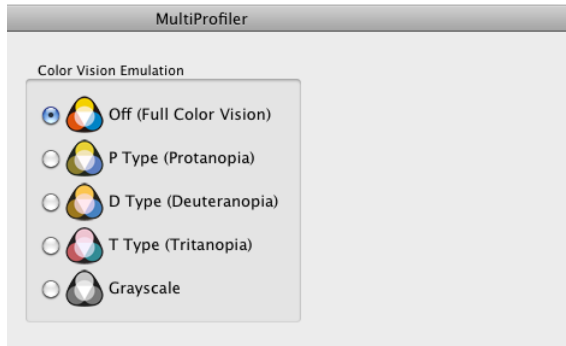 MultiProfiler
Color Vision Emulation
Off (Full Color Vision)
P Type (Protanopia)
D Type (Deuteranopia)
T Type (Tritanopia)
Grayscale